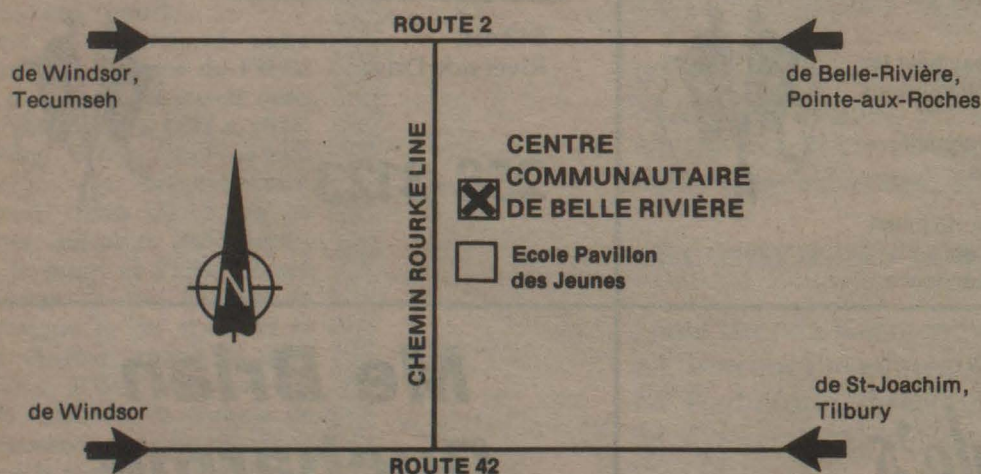 ROUTE 2
de Windsor,
Tecumseh
de Belle-Rivière,
Pointe-aux-Roches
CHEMIN ROURKE LINE
CENTRE
COMMUNAUTAIRE
DE BELLE RIVIÈRE
Ecole Pavillon
des Jeunes
N
de Windsor
de St-Joachim,
Tilbury
ROUTE 42